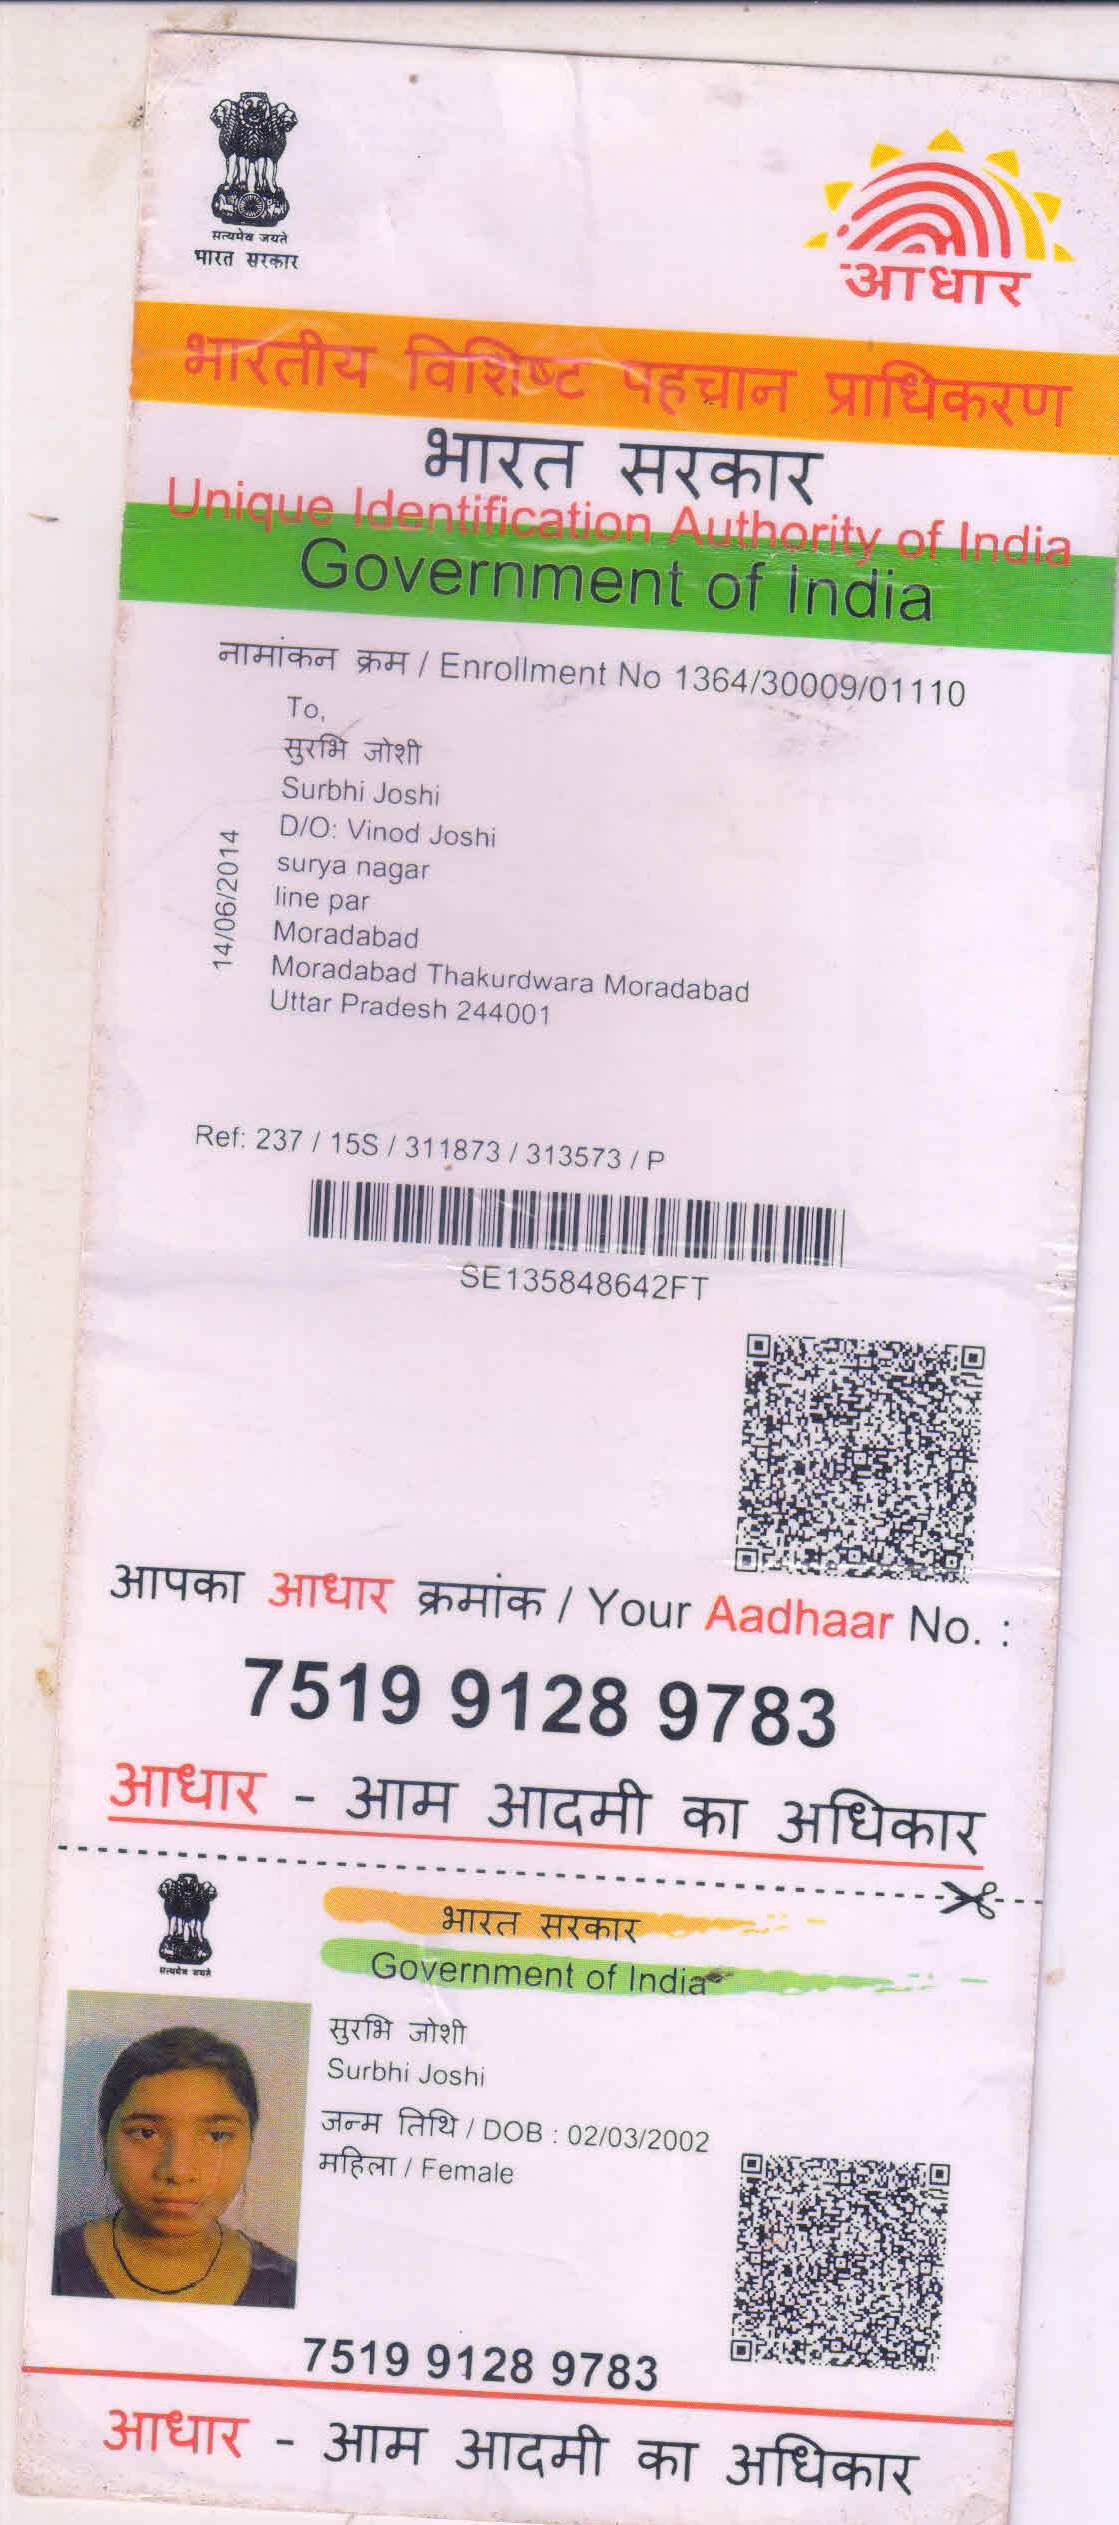 सत्यमेव जयते
भारत सरकार
आधार
भारतीय विशिष्ट पहचान प्राधिकरण
भारत सरकार
Unique Identification Authority of India
Government of India
नामांकन क्रम / Enrollment No 1364/30009/01110
To,
सुरभि जोशी
Surbhi Joshi
D/O: Vinod Joshi
surya nagar
line par
Moradabad
Moradabad Thakurdwara Moradabad
Uttar Pradesh 244001
14/06/2014
Ref: 237 / 15S / 311873 / 313573 / P
SE135848642FT
आपका आधार क्रमांक / Your Aadhaar No. :
7519 9128 9783
आधार - आम आदमी का अधिकार
सत्यमेव जयते
भारत सरकार
Government of India
सुरभि जोशी
Surbhi Joshi
जन्म तिथि / DOB : 02/03/2002
महिला / Female
7519 9128 9783
आधार - आम आदमी का अधिकार